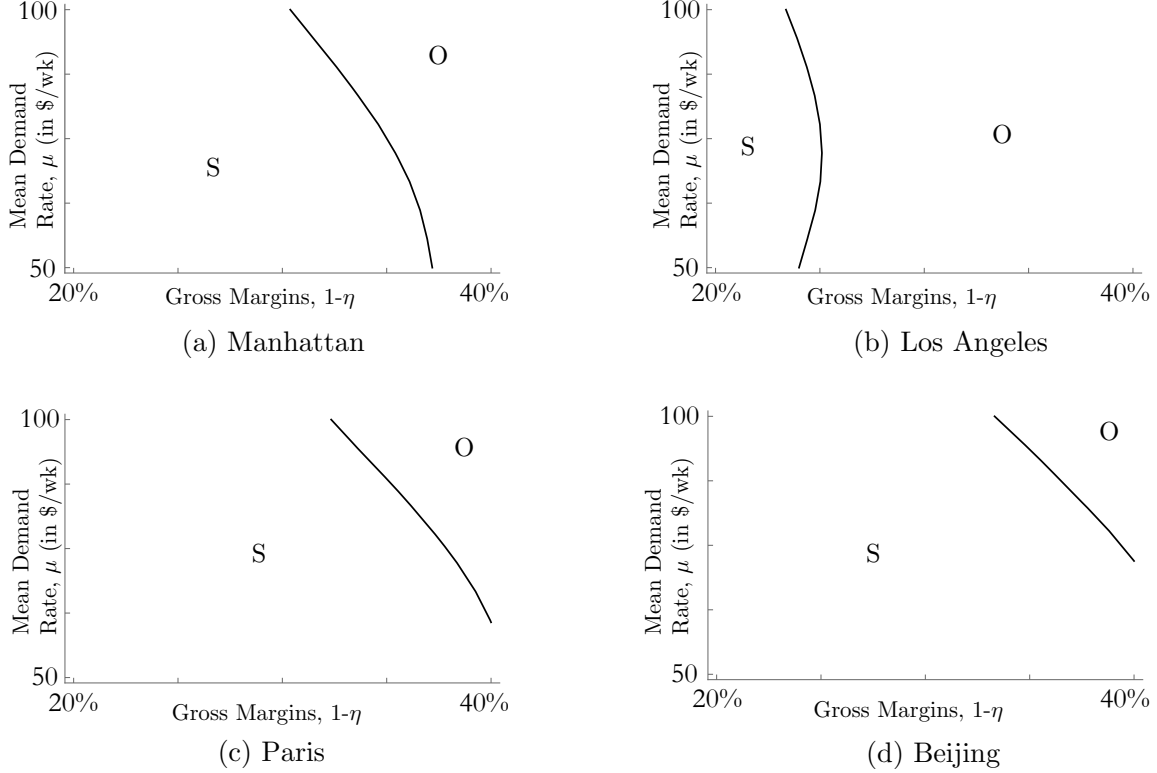 100
O
S
Mean Demand
Rate, μ (in $/wk)
50
20%
40%
Gross Margins, 1-η
(a) Manhattan
100
S
O
Mean Demand
Rate, μ (in $/wk)
50
20%
40%
Gross Margins, 1-η
(b) Los Angeles
100
O
S
Mean Demand
Rate, μ (in $/wk)
50
20%
40%
Gross Margins, 1-η
(c) Paris
100
O
S
Mean Demand
Rate, μ (in $/wk)
50
20%
40%
Gross Margins, 1-η
(d) Beijing